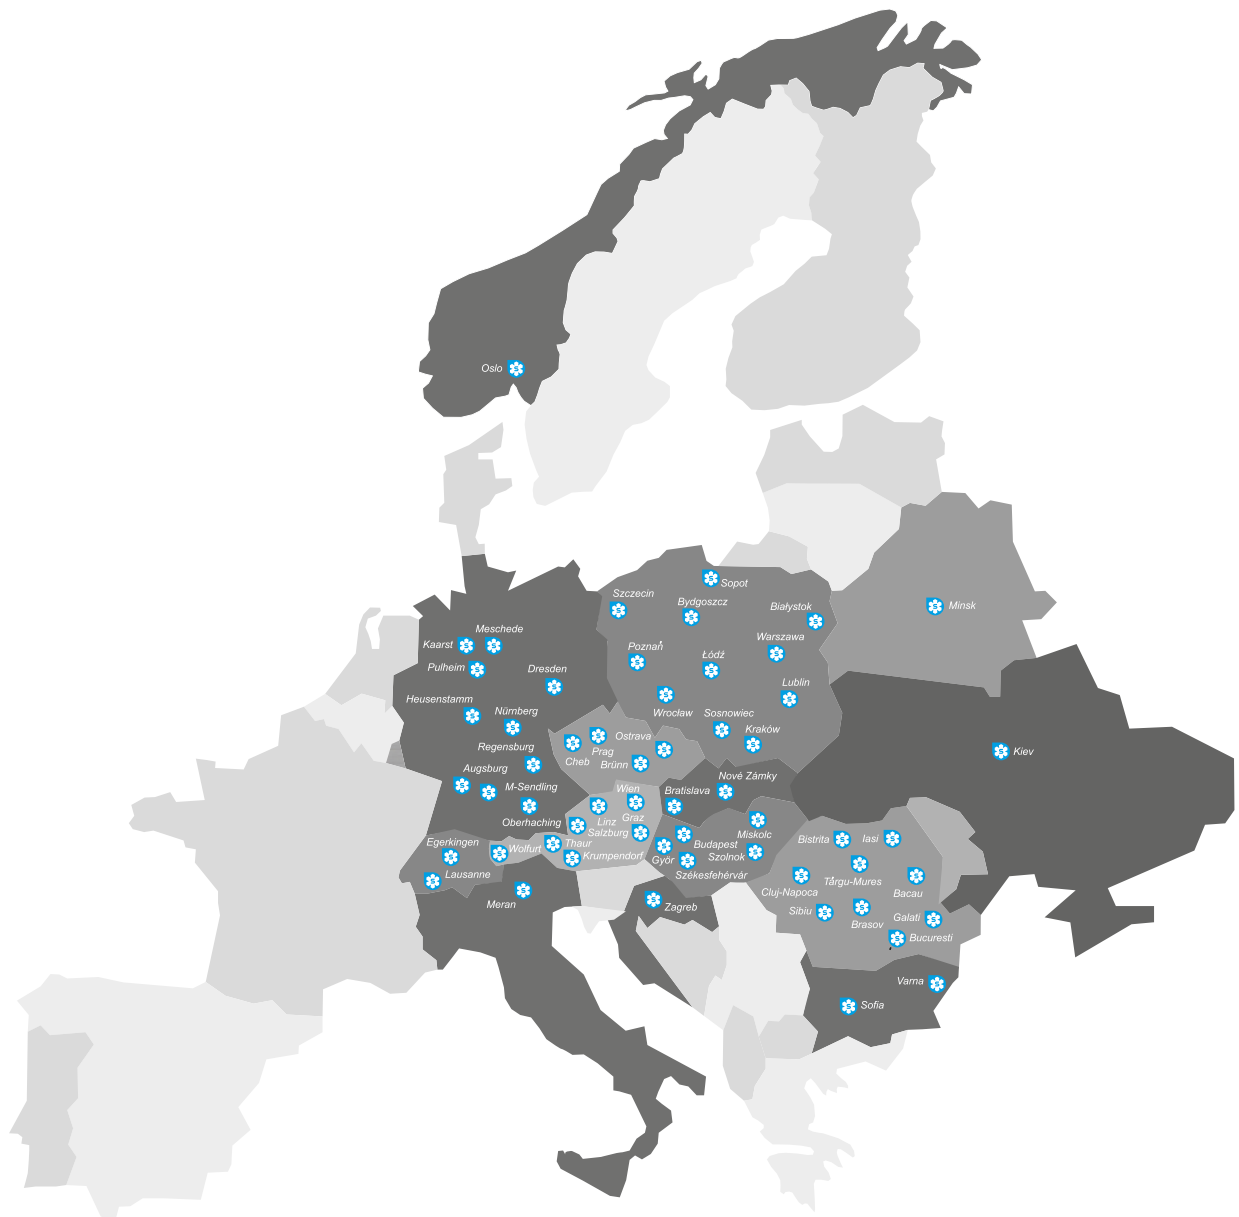 Oslo
Sopot
Szczecin
Bydgoszcz
Białystok
Minsk
Meschede
Kaarst
Poznań
Warszawa
Łódź
Pulheim
Dresden
Lublin
Heusenstamm
Nürnberg
Wrocław
Sosnowiec
Kraków
Regensburg
Ostrava
Prag
Cheb
Brünn
Kiev
Augsburg
M-Sendling
Nové Zámky
Wien
Bratislava
Oberhaching
Linz
Graz
Salzburg
Miskolc
Bistrita
Iasi
Egerkingen
Wolfurt
Thaur
Krumpendorf
Budapest
Györ
Szolnok
Székesfehérvár
Lausanne
Târgu-Mures
Cluj-Napoca
Bacau
Meran
Zagreb
Sibiu
Brasov
Galati
Bucuresti
Varna
Sofia